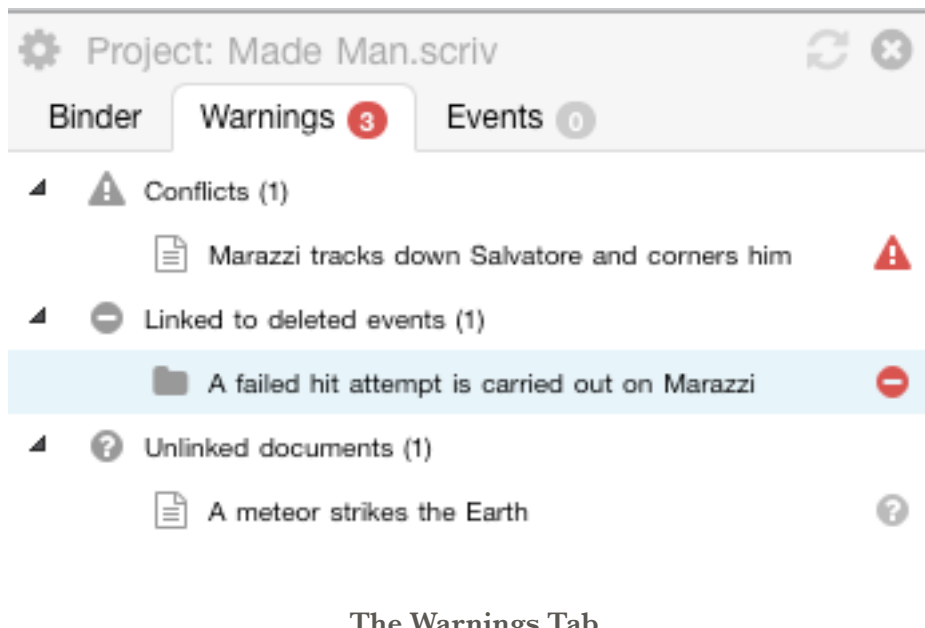 Project: Made Man.scriv
Binder Warnings 3 Events 0
Conflicts (1)
Marazzi tracks down Salvatore and corners him
Linked to deleted events (1)
A failed hit attempt is carried out on Marazzi
Unlinked documents (1)
A meteor strikes the Earth
The Warnings Tab